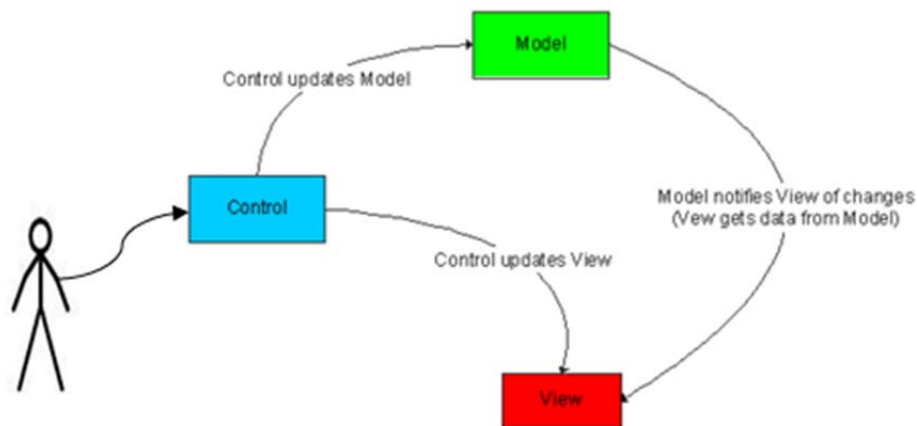 Model
Control updates Model
Control
Model notifies View of changes
(Vew gets data from Model)
Control updates View
View